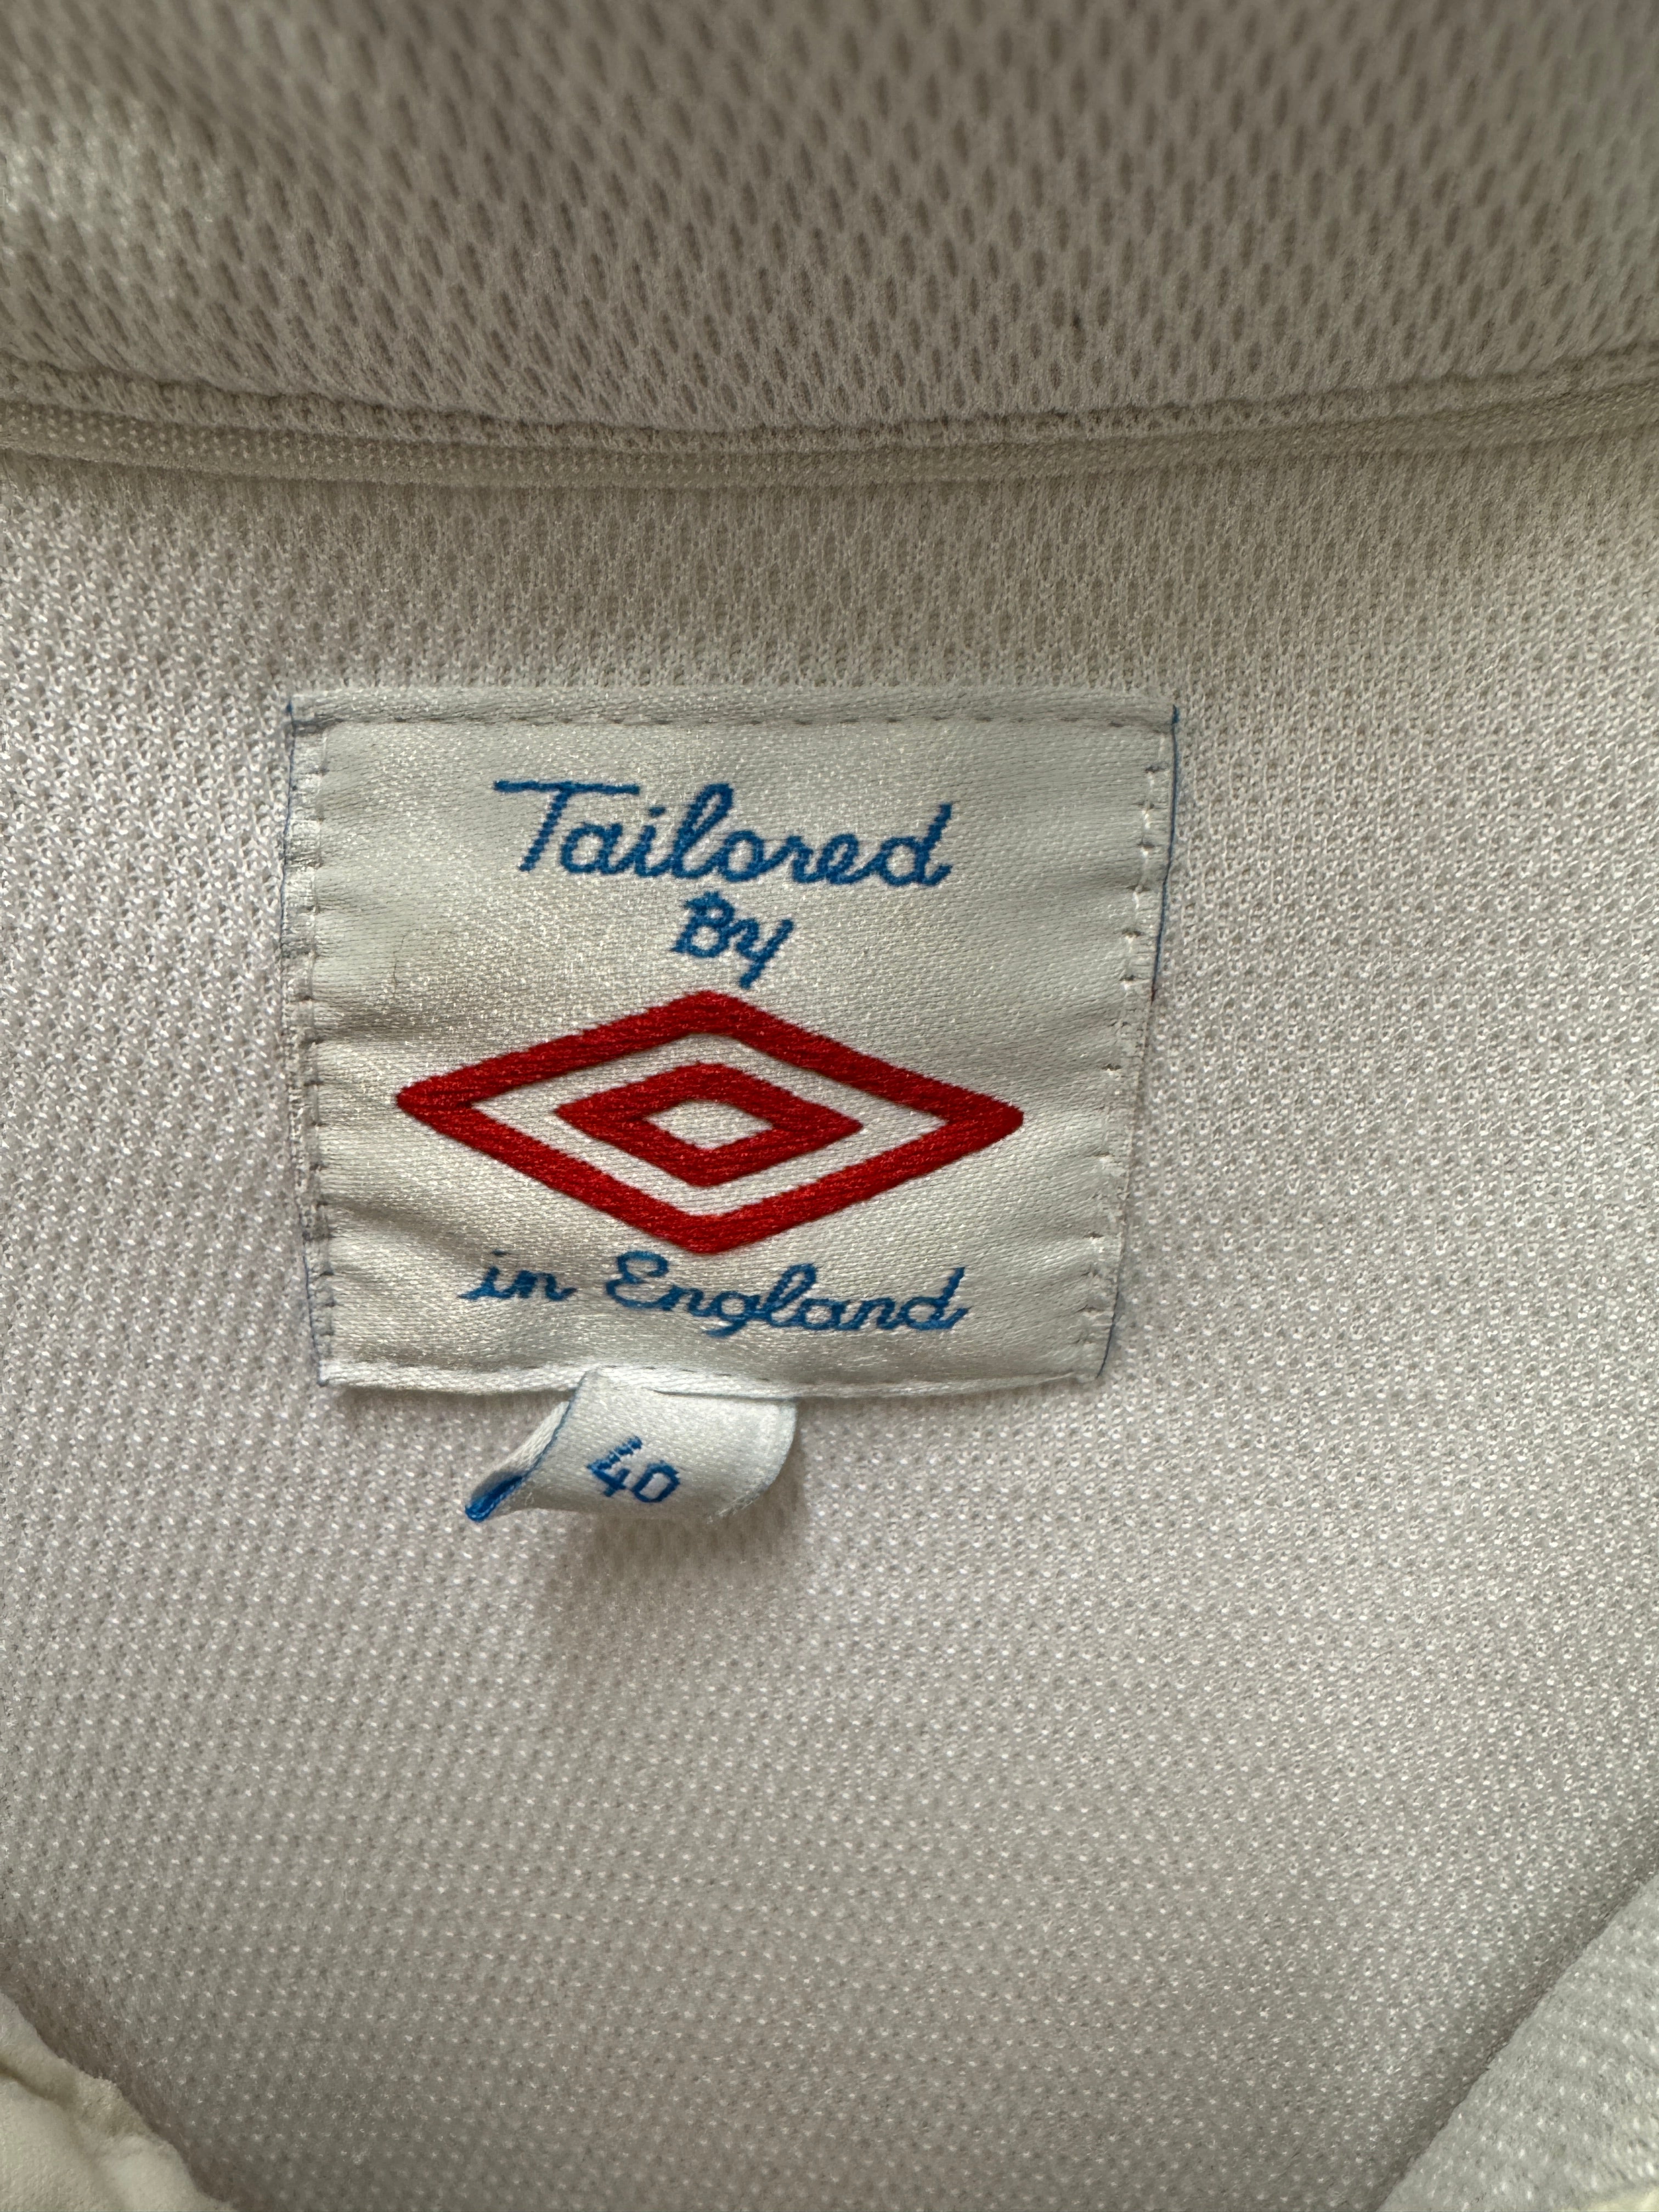 Tailored
By
in England
40